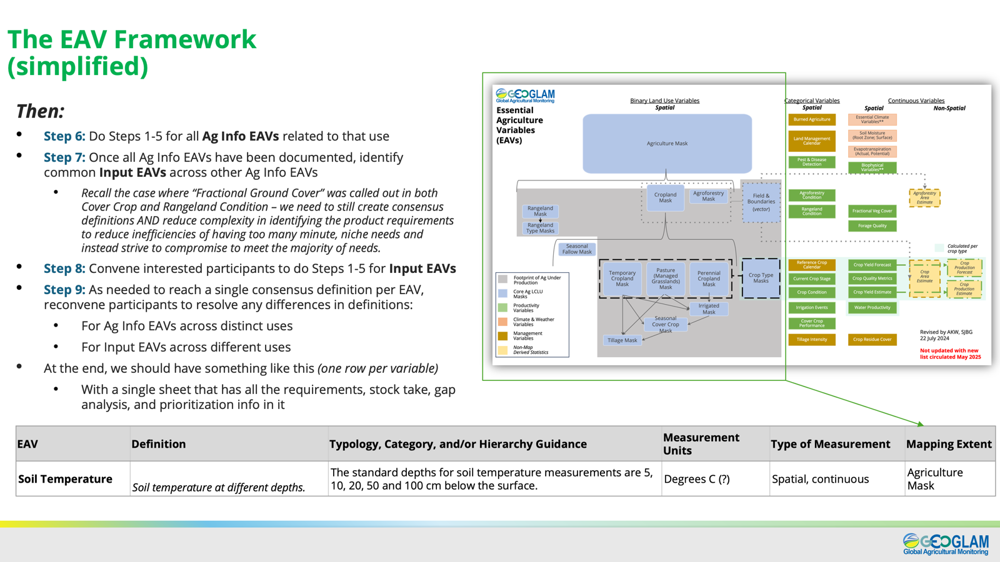 The EAV Framework
(simplified)
Then:
• Step 6: Do Steps 1-5 for all Ag Info EAVs related to that use
• Step 7: Once all Ag Info EAVs have been documented, identify
common Input EAVs across other Ag Info EAVs
• Recall the case where “Fractional Ground Cover” was called out in both
Cover Crop and Rangeland Condition – we need to still create consensus
definitions AND reduce complexity in identifying the product requirements
to reduce inefficiencies of having too many minute, niche needs and
instead strive to compromise to meet the majority of needs.
• Step 8: Convene interested participants to do Steps 1-5 for Input EAVs
• Step 9: As needed to reach a single consensus definition per EAV,
reconvene participants to resolve any differences in definitions:
• For Ag Info EAVs across distinct uses
• For Input EAVs across different uses
• At the end, we should have something like this (one row per variable)
• With a single sheet that has all the requirements, stock take, gap
analysis, and prioritization info in it
GEOGLAM
Global Agricultural Monitoring
Essential
Agriculture
Variables
(EAVs)
Binary Land Use Variables
Spatial
Categorical Variables
Spatial
Continuous Variables
Spatial
Non-Spatial
Agriculture Mask
Burned Agriculture
Land Management
Calendar
Pest & Disease
Detection
Essential Climate
Variables**
Soil Moisture
(Root Zone; Surface)
Evapotranspiration
(Actual, Potential)
Biophysical
Variables**
Cropland
Mask
Agroforestry
Mask
Field &
Boundaries
(vector)
Rangeland
Mask
Rangeland
Type Masks
Agroforestry
Condition
Rangeland
Condition
Fractional Veg Cover
Forage Quality
Agroforestry
Area
Estimate
Seasonal
Fallow Mask
Calculated per
crop type
Temporary
Cropland
Mask
Pasture
(Managed
Grasslands)
Mask
Perennial
Cropland
Mask
Crop Type
Masks
Irrigated
Mask
Seasonal
Cover Crop
Mask
Tillage Mask
Reference Crop
Calendar
Current Crop Stage
Crop Condition
Irrigation Events
Cover Crop
Performance
Tillage Intensity
Crop Yield Forecast
Crop Quality Metrics
Crop Yield Estimate
Water Productivity
Crop Residue Cover
Crop
Area
Estimate
Crop
Production
Forecast
Crop
Production
Estimate
Footprint of Ag Under
Production
Core Ag LCLU
Masks
Productivity
Variables
Climate & Weather
Variables
Management
Variables
Non-Map
Derived Statistics
Revised by AKW, SJBG
22 July 2024
Not updated with new
list circulated May 2025
EAV
Definition
Typology, Category, and/or Hierarchy Guidance
Measurement
Units
Type of Measurement
Mapping Extent
Soil Temperature
Soil temperature at different depths.
The standard depths for soil temperature measurements are 5,
10, 20, 50 and 100 cm below the surface.
Degrees C (?)
Spatial, continuous
Agriculture
Mask
GEOGLAM
Global Agricultural Monitoring